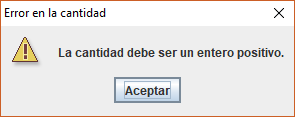 Error en la cantidad
La cantidad debe ser un entero positivo.
Aceptar